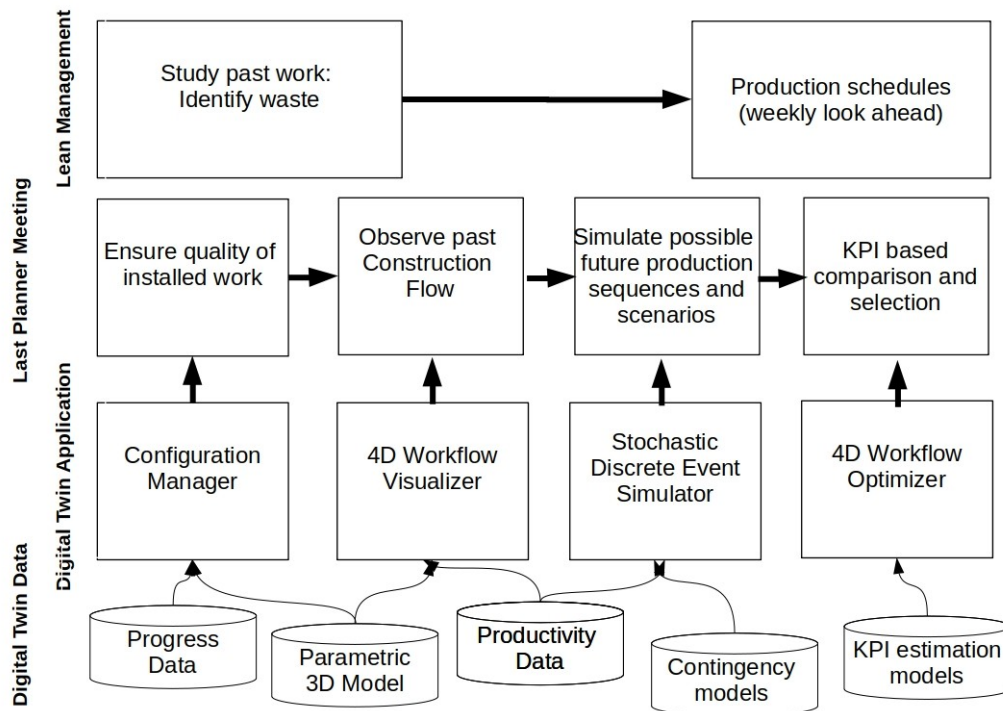 Lean Management
Study past work:
Identify waste
Production schedules
(weekly look ahead)
Last Planner Meeting
Ensure quality of
installed work
Observe past
Construction
Flow
Simulate possible
future production
sequences and
scenarios
KPI based
comparison and
selection
Digital Twin Application
Configuration
Manager
4D Workflow
Visualizer
Stochastic
Discrete Event
Simulator
4D Workflow
Optimizer
Digital Twin Data
Progress
Data
Parametric
3D Model
Productivity
Data
Contingency
models
KPI estimation
models